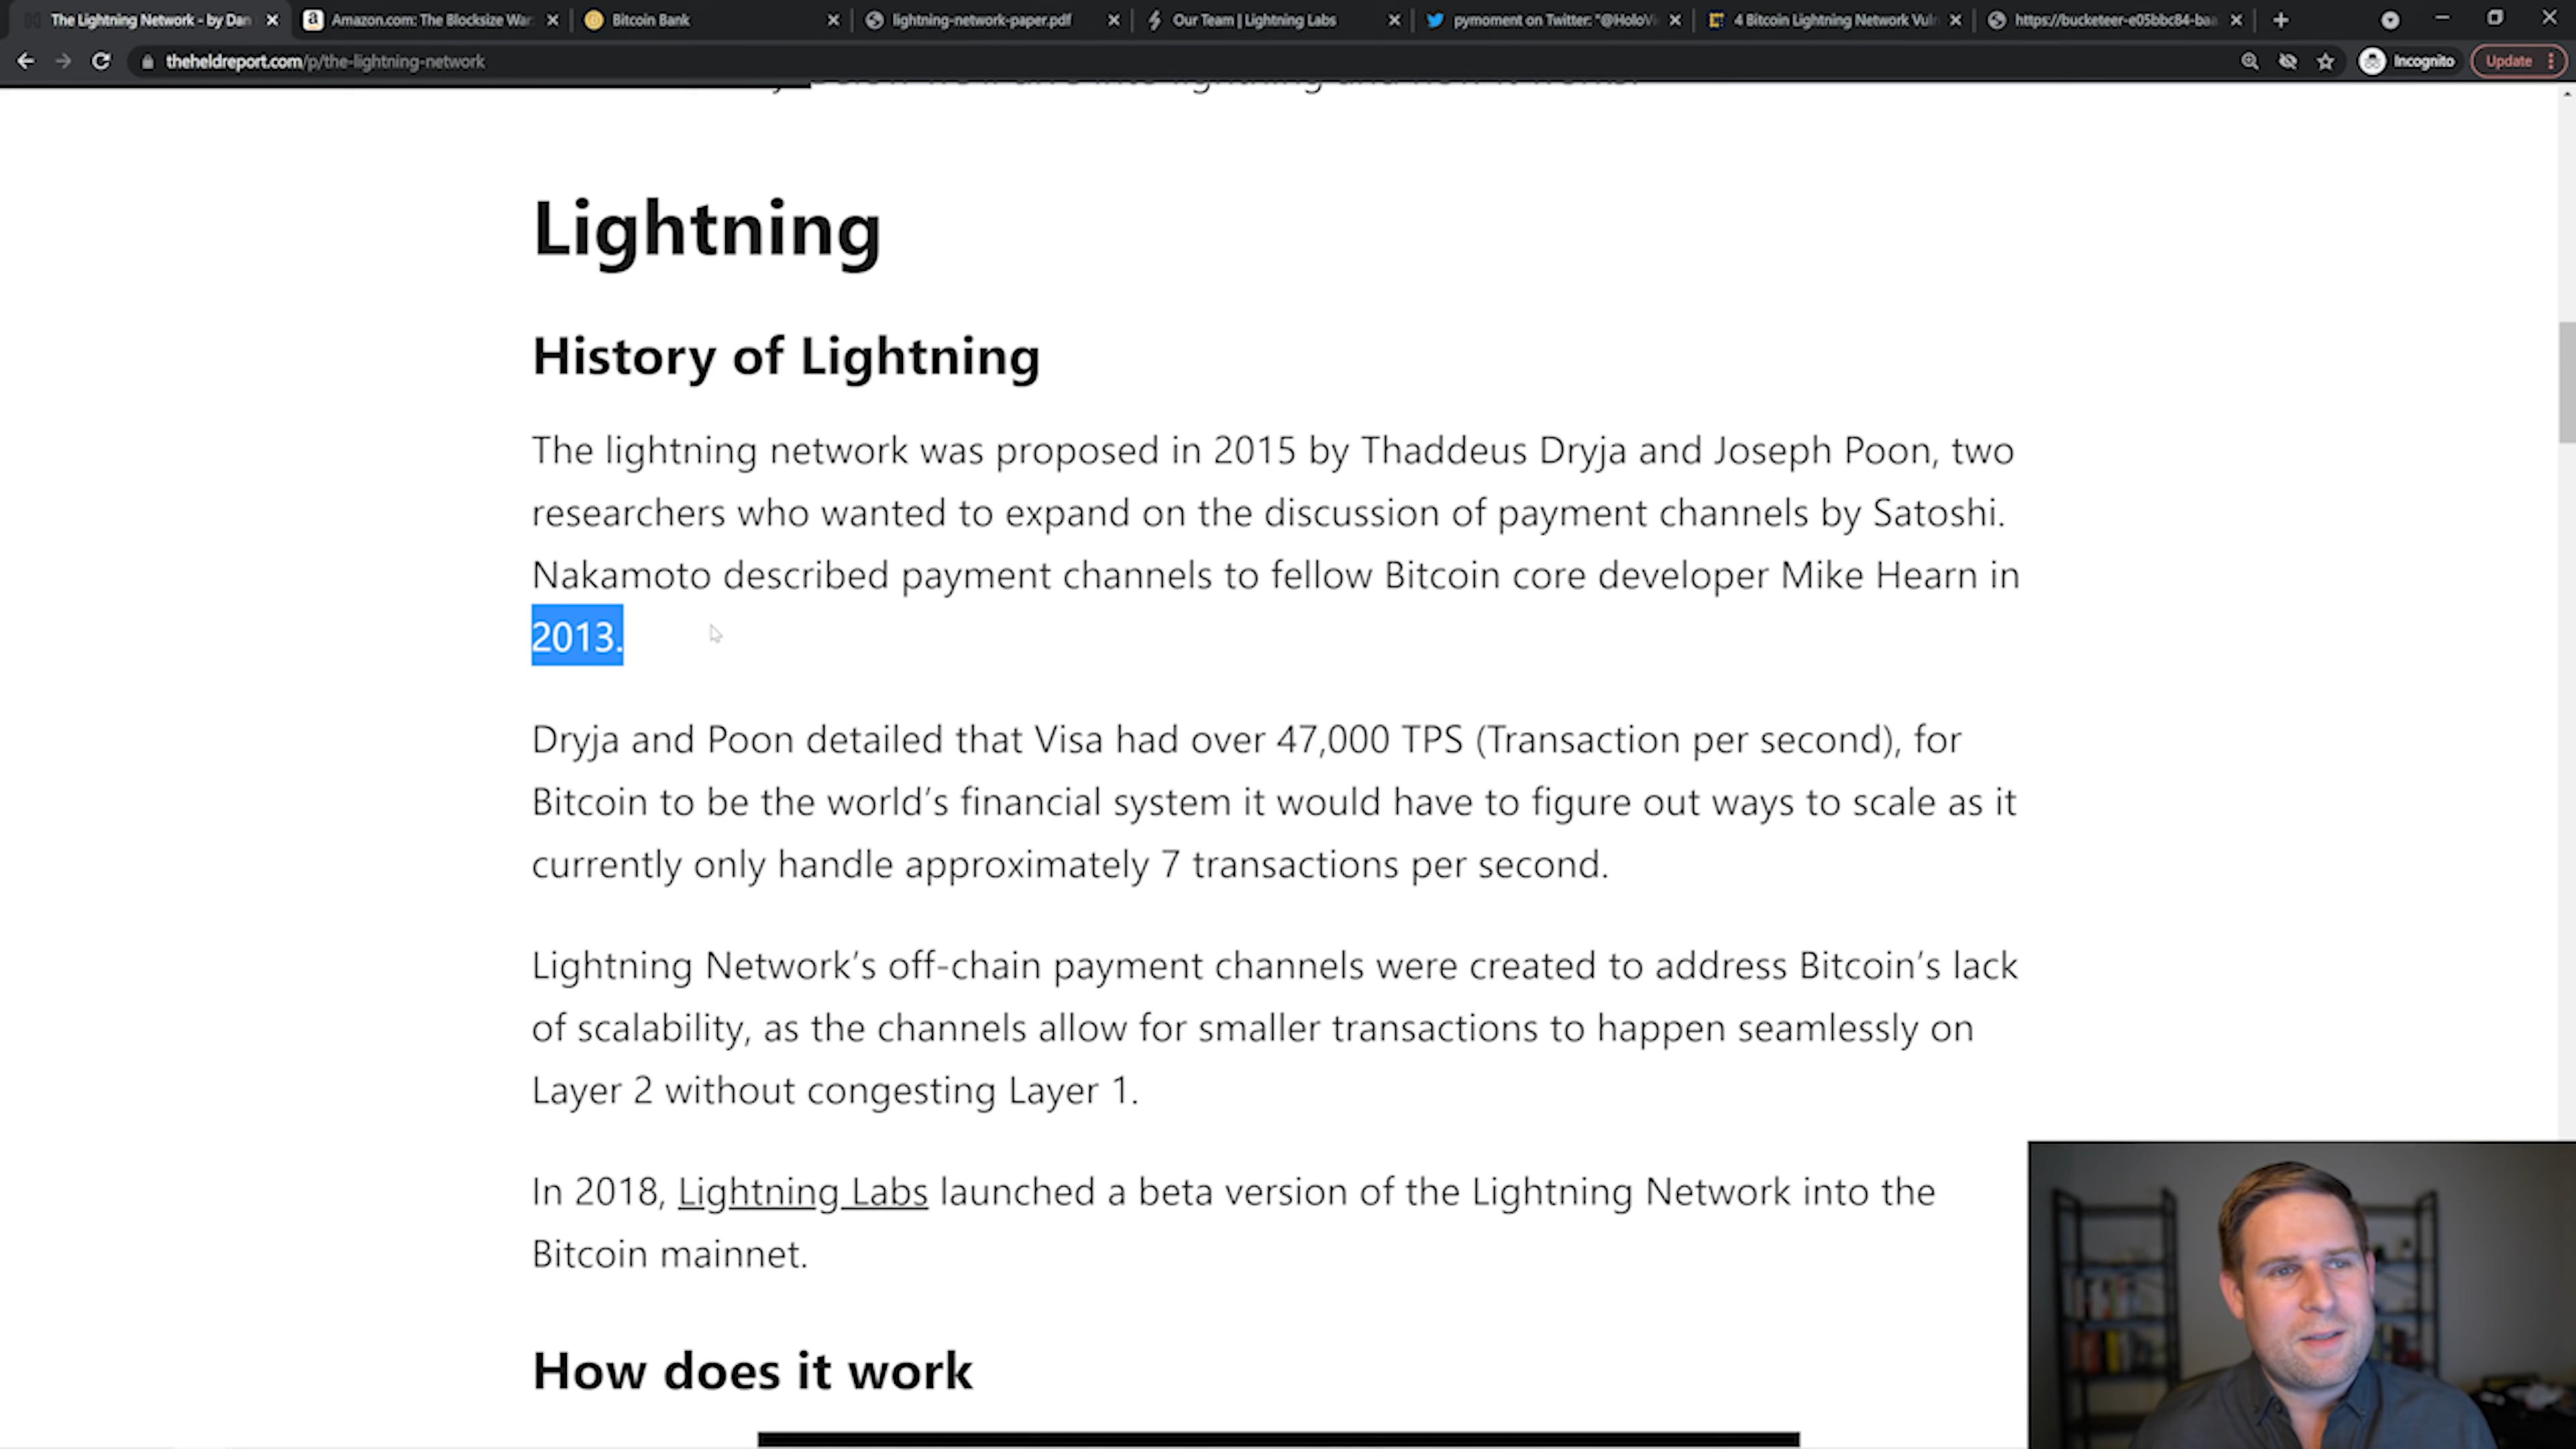 The Lightning Network - by Dan
Amazon.com: The Blocksize War:
Bitcoin Bank
lightning-network-paper.pdf
Our Team | Lightning Labs
pymoment on Twitter: "@HoloVi
4 Bitcoin Lightning Network Vuln
https://bucketeer-e05bbc84-baa
theheldreport.com/p/the-lightning-network
Incognito
Update
Lightning
History of Lightning
The lightning network was proposed in 2015 by Thaddeus Dryja and Joseph Poon, two
researchers who wanted to expand on the discussion of payment channels by Satoshi.
Nakamoto described payment channels to fellow Bitcoin core developer Mike Hearn in
2013.
Dryja and Poon detailed that Visa had over 47,000 TPS (Transaction per second), for
Bitcoin to be the world’s financial system it would have to figure out ways to scale as it
currently only handle approximately 7 transactions per second.
Lightning Network’s off-chain payment channels were created to address Bitcoin’s lack
of scalability, as the channels allow for smaller transactions to happen seamlessly on
Layer 2 without congesting Layer 1.
In 2018, Lightning Labs launched a beta version of the Lightning Network into the
Bitcoin mainnet.
How does it work